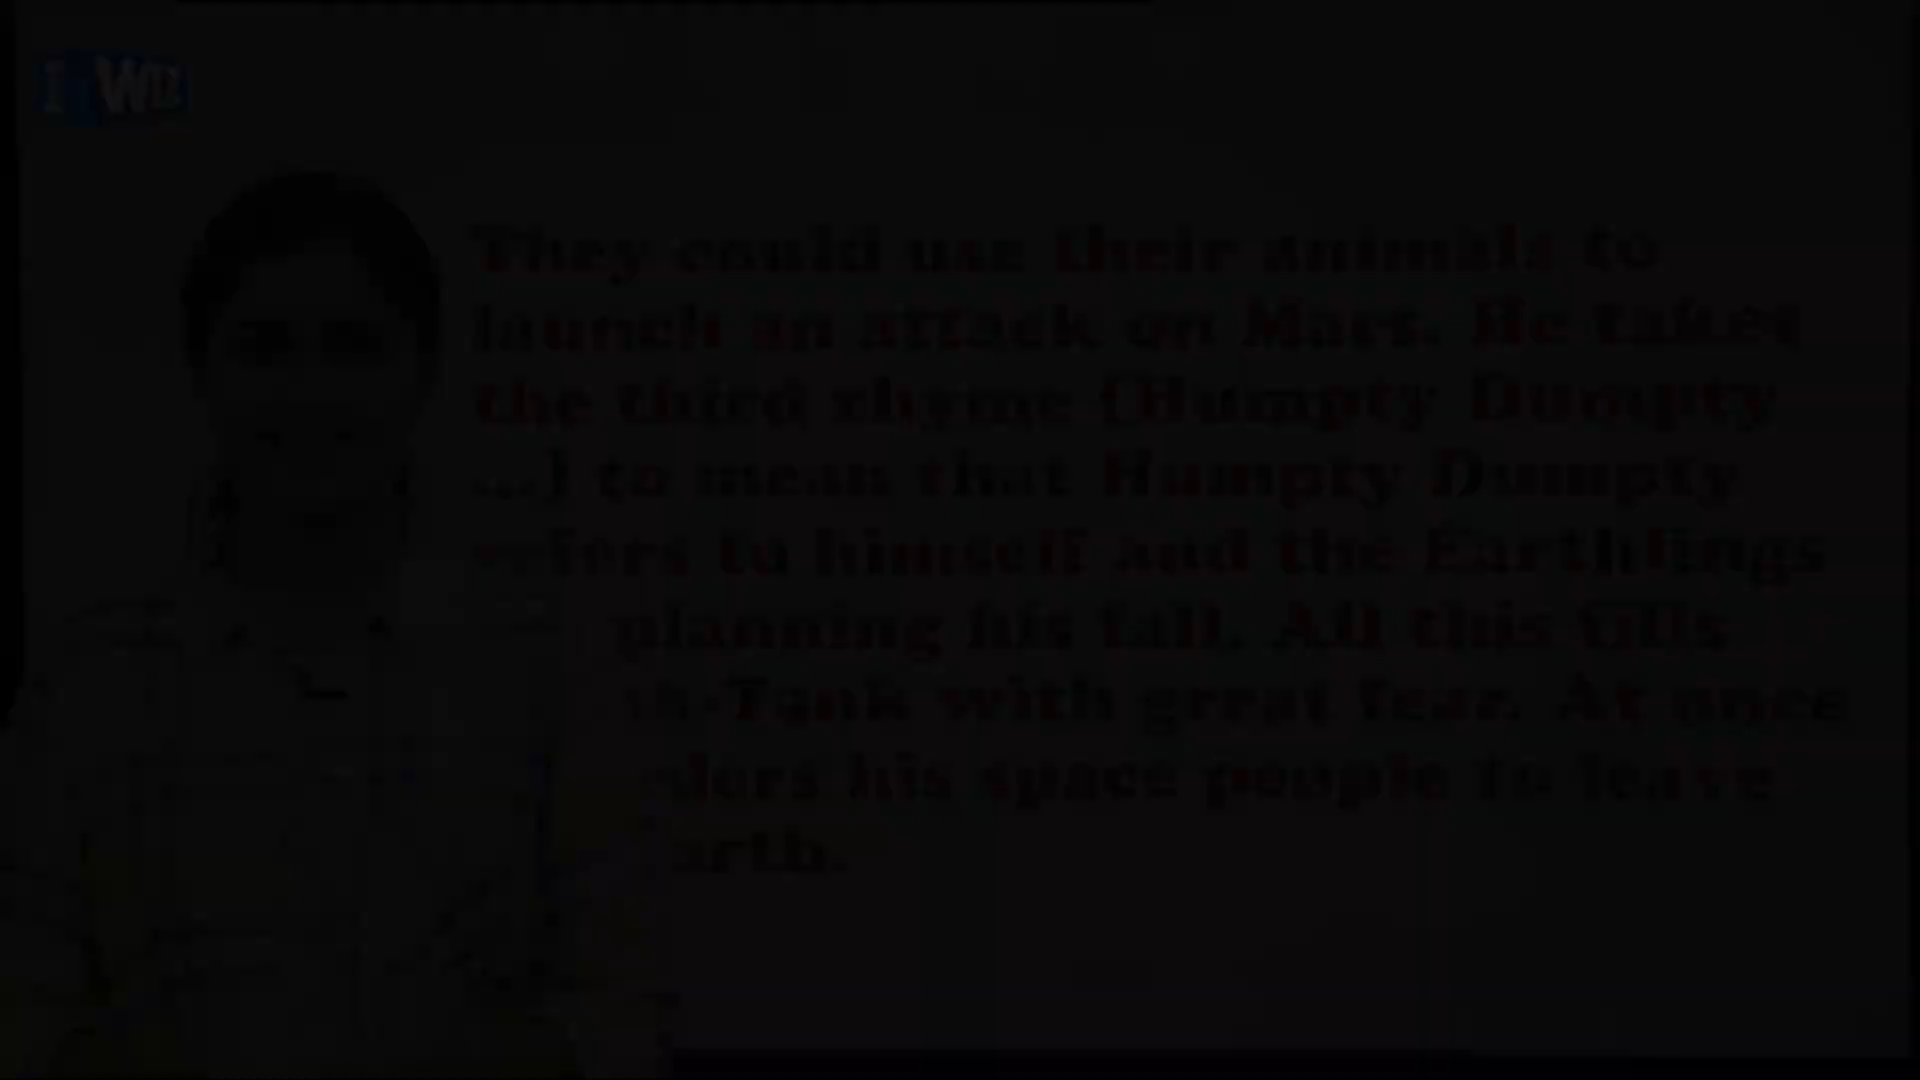 Wiz
They could use their animals to
launch an attack on Mars. He takes
the third rhyme (Humpty Dumpty
...) to mean that Humpty Dumpty
refers to himself and the Earthlings
planning his fall. All this fills
-Tank with great fear. At once
ders his space people to leave
arth.